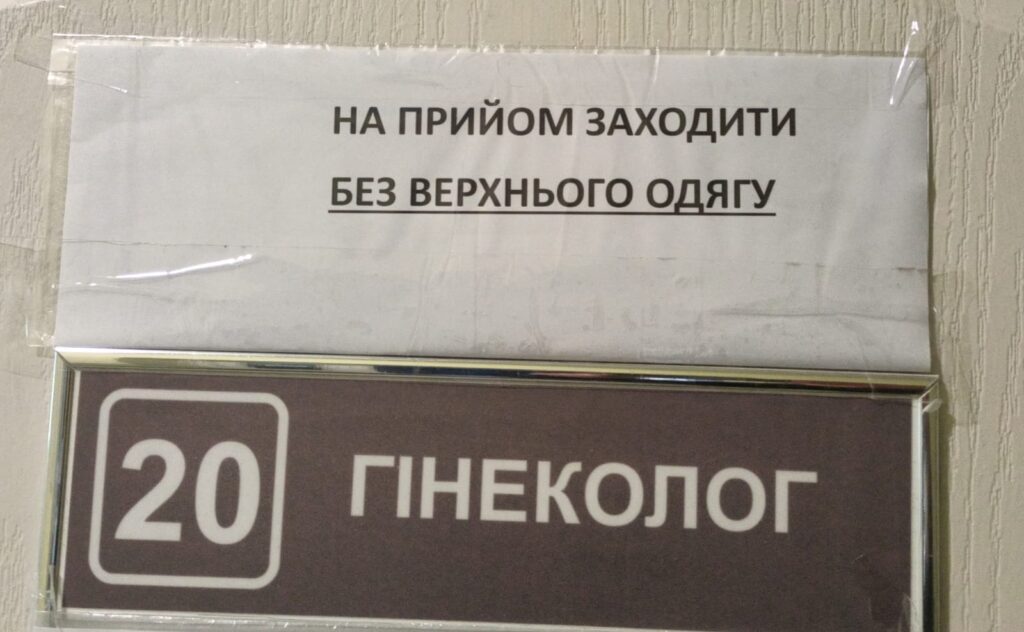 НА ПРИЙОМ ЗАХОДИТИ
БЕЗ ВЕРХНЬОГО ОДЯГУ
20 ГІНЕКОЛОГ